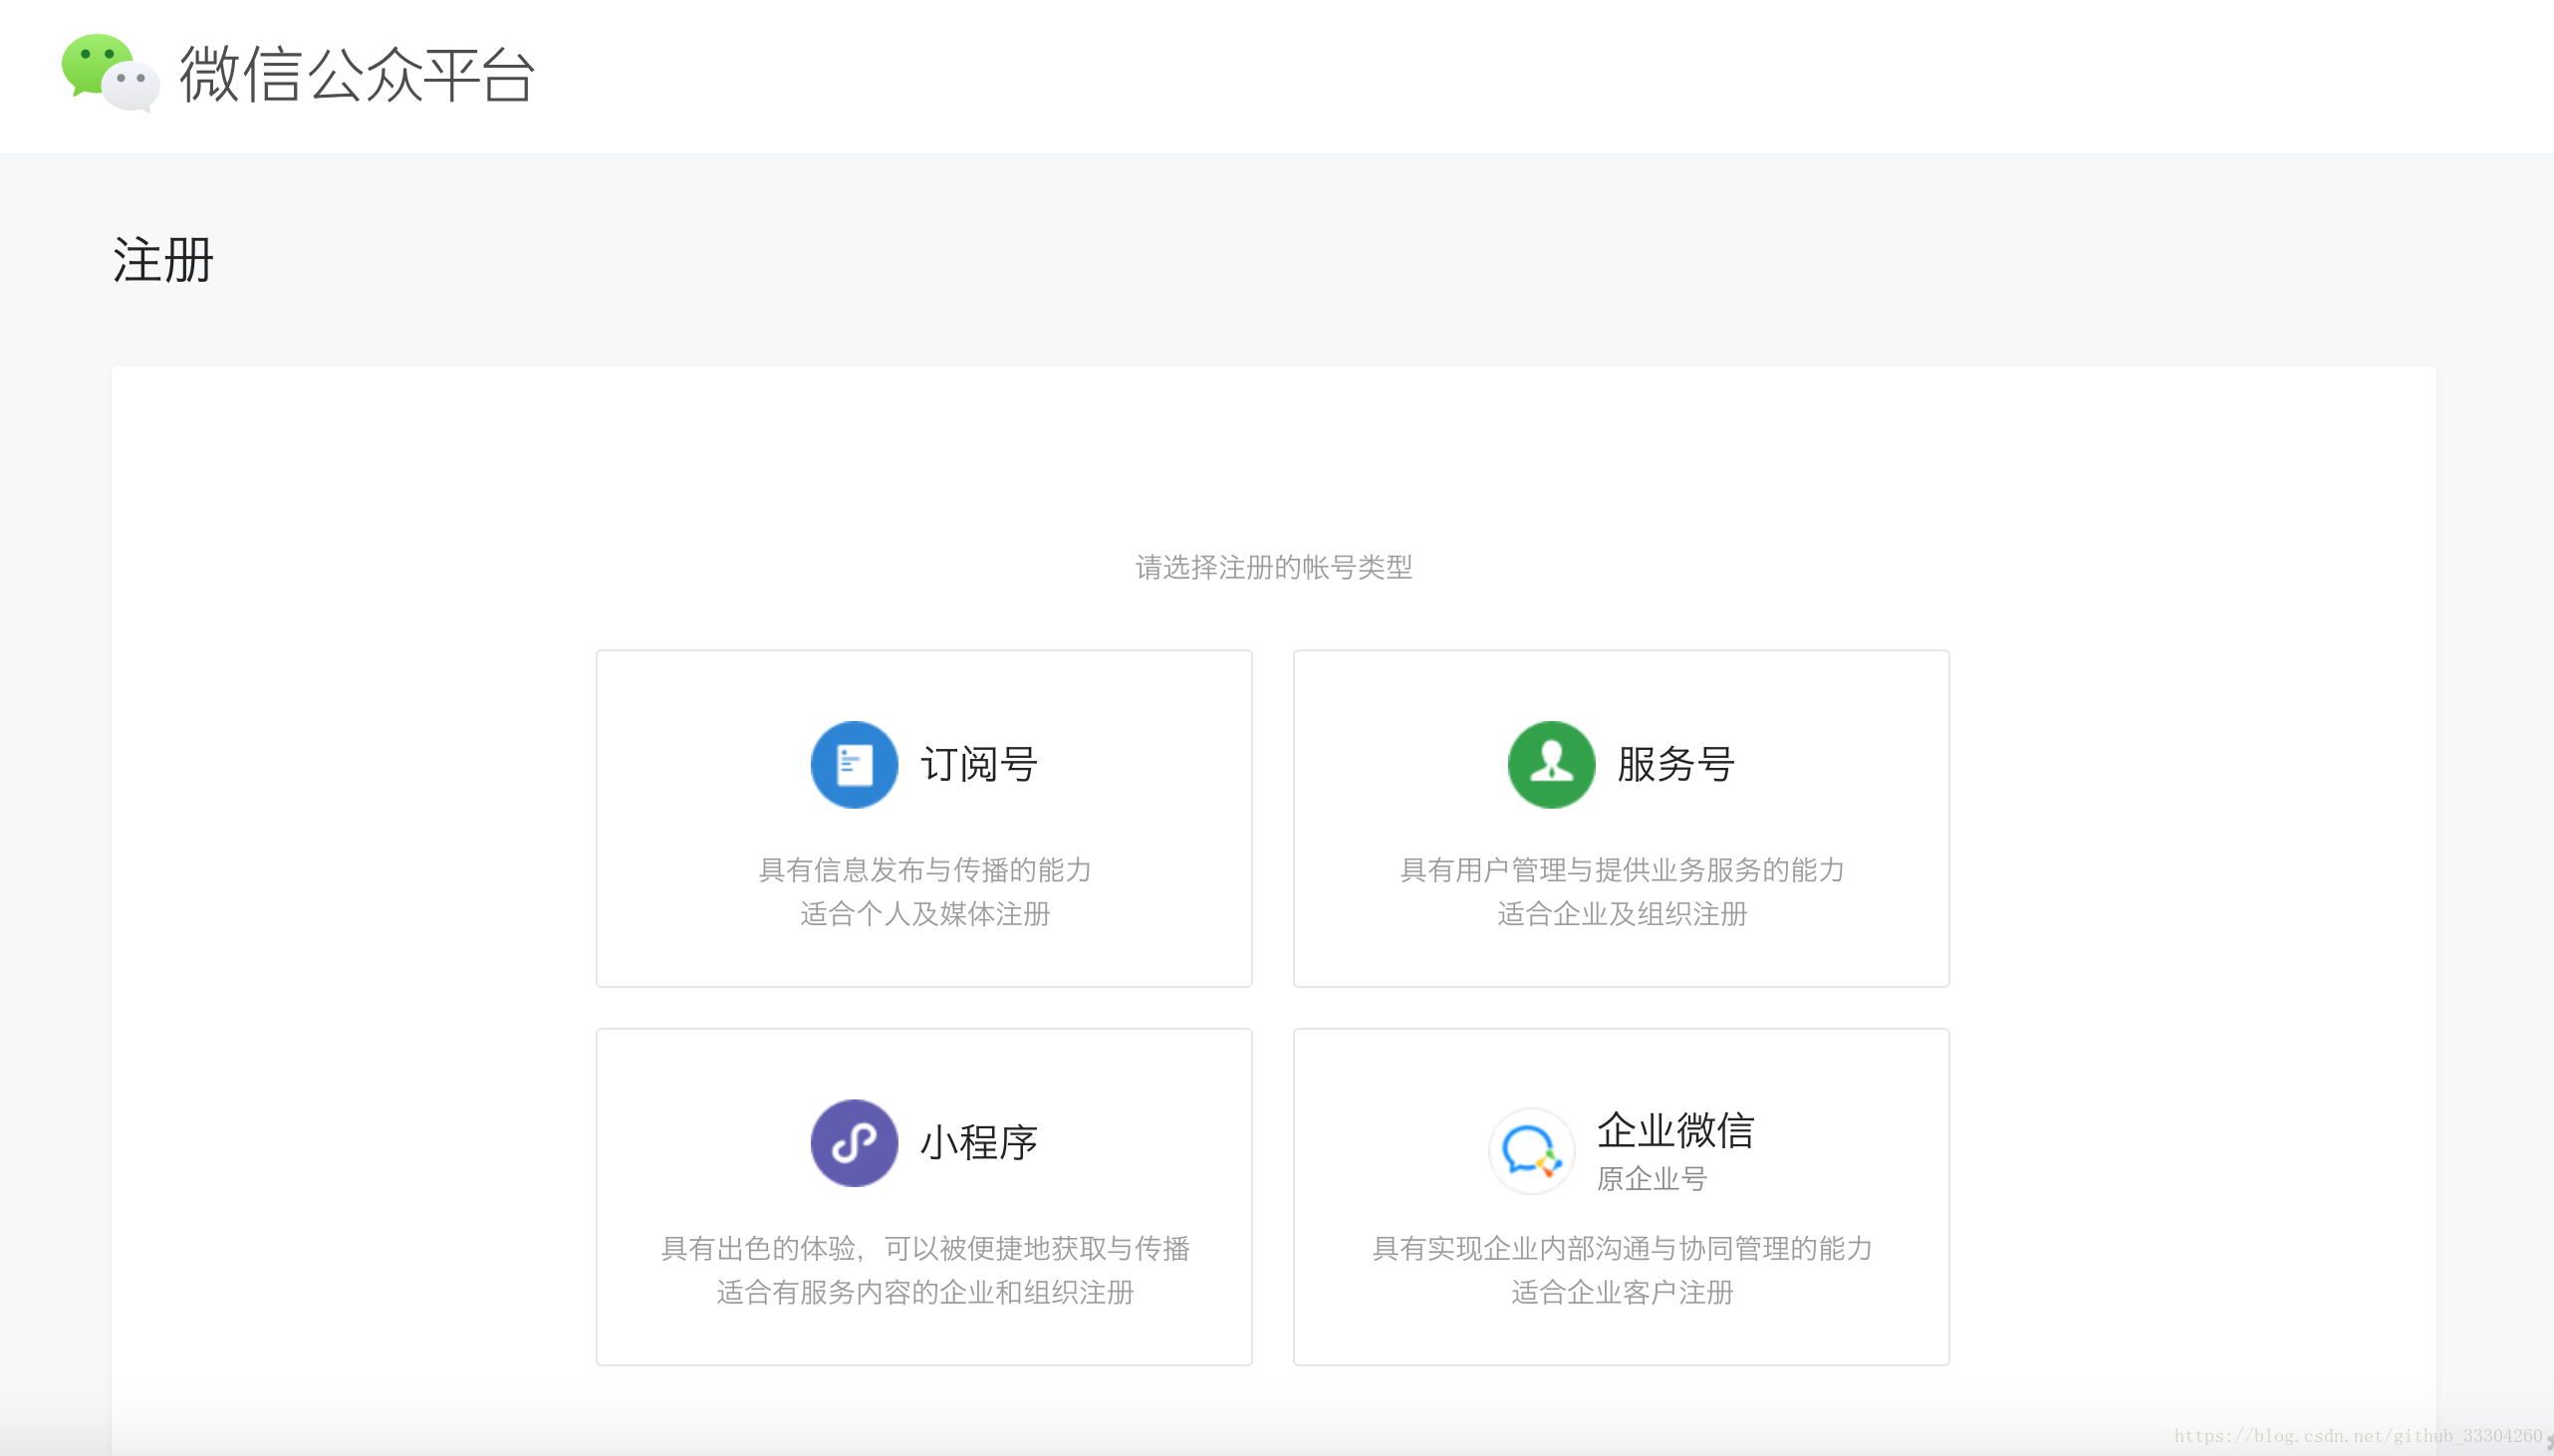 微信公众平台
注册
请选择注册的帐号类型
订阅号
具有信息发布与传播的能力
适合个人及媒体注册
服务号
具有用户管理与提供业务服务的能力
适合企业及组织注册
小程序
具有出色的体验，可以被便捷地获取与传播
适合有服务内容的企业和组织注册
企业微信
原企业号
具有实现企业内部沟通与协同管理的能力
适合企业客户注册
https://blog.csdn.net/github_33304260